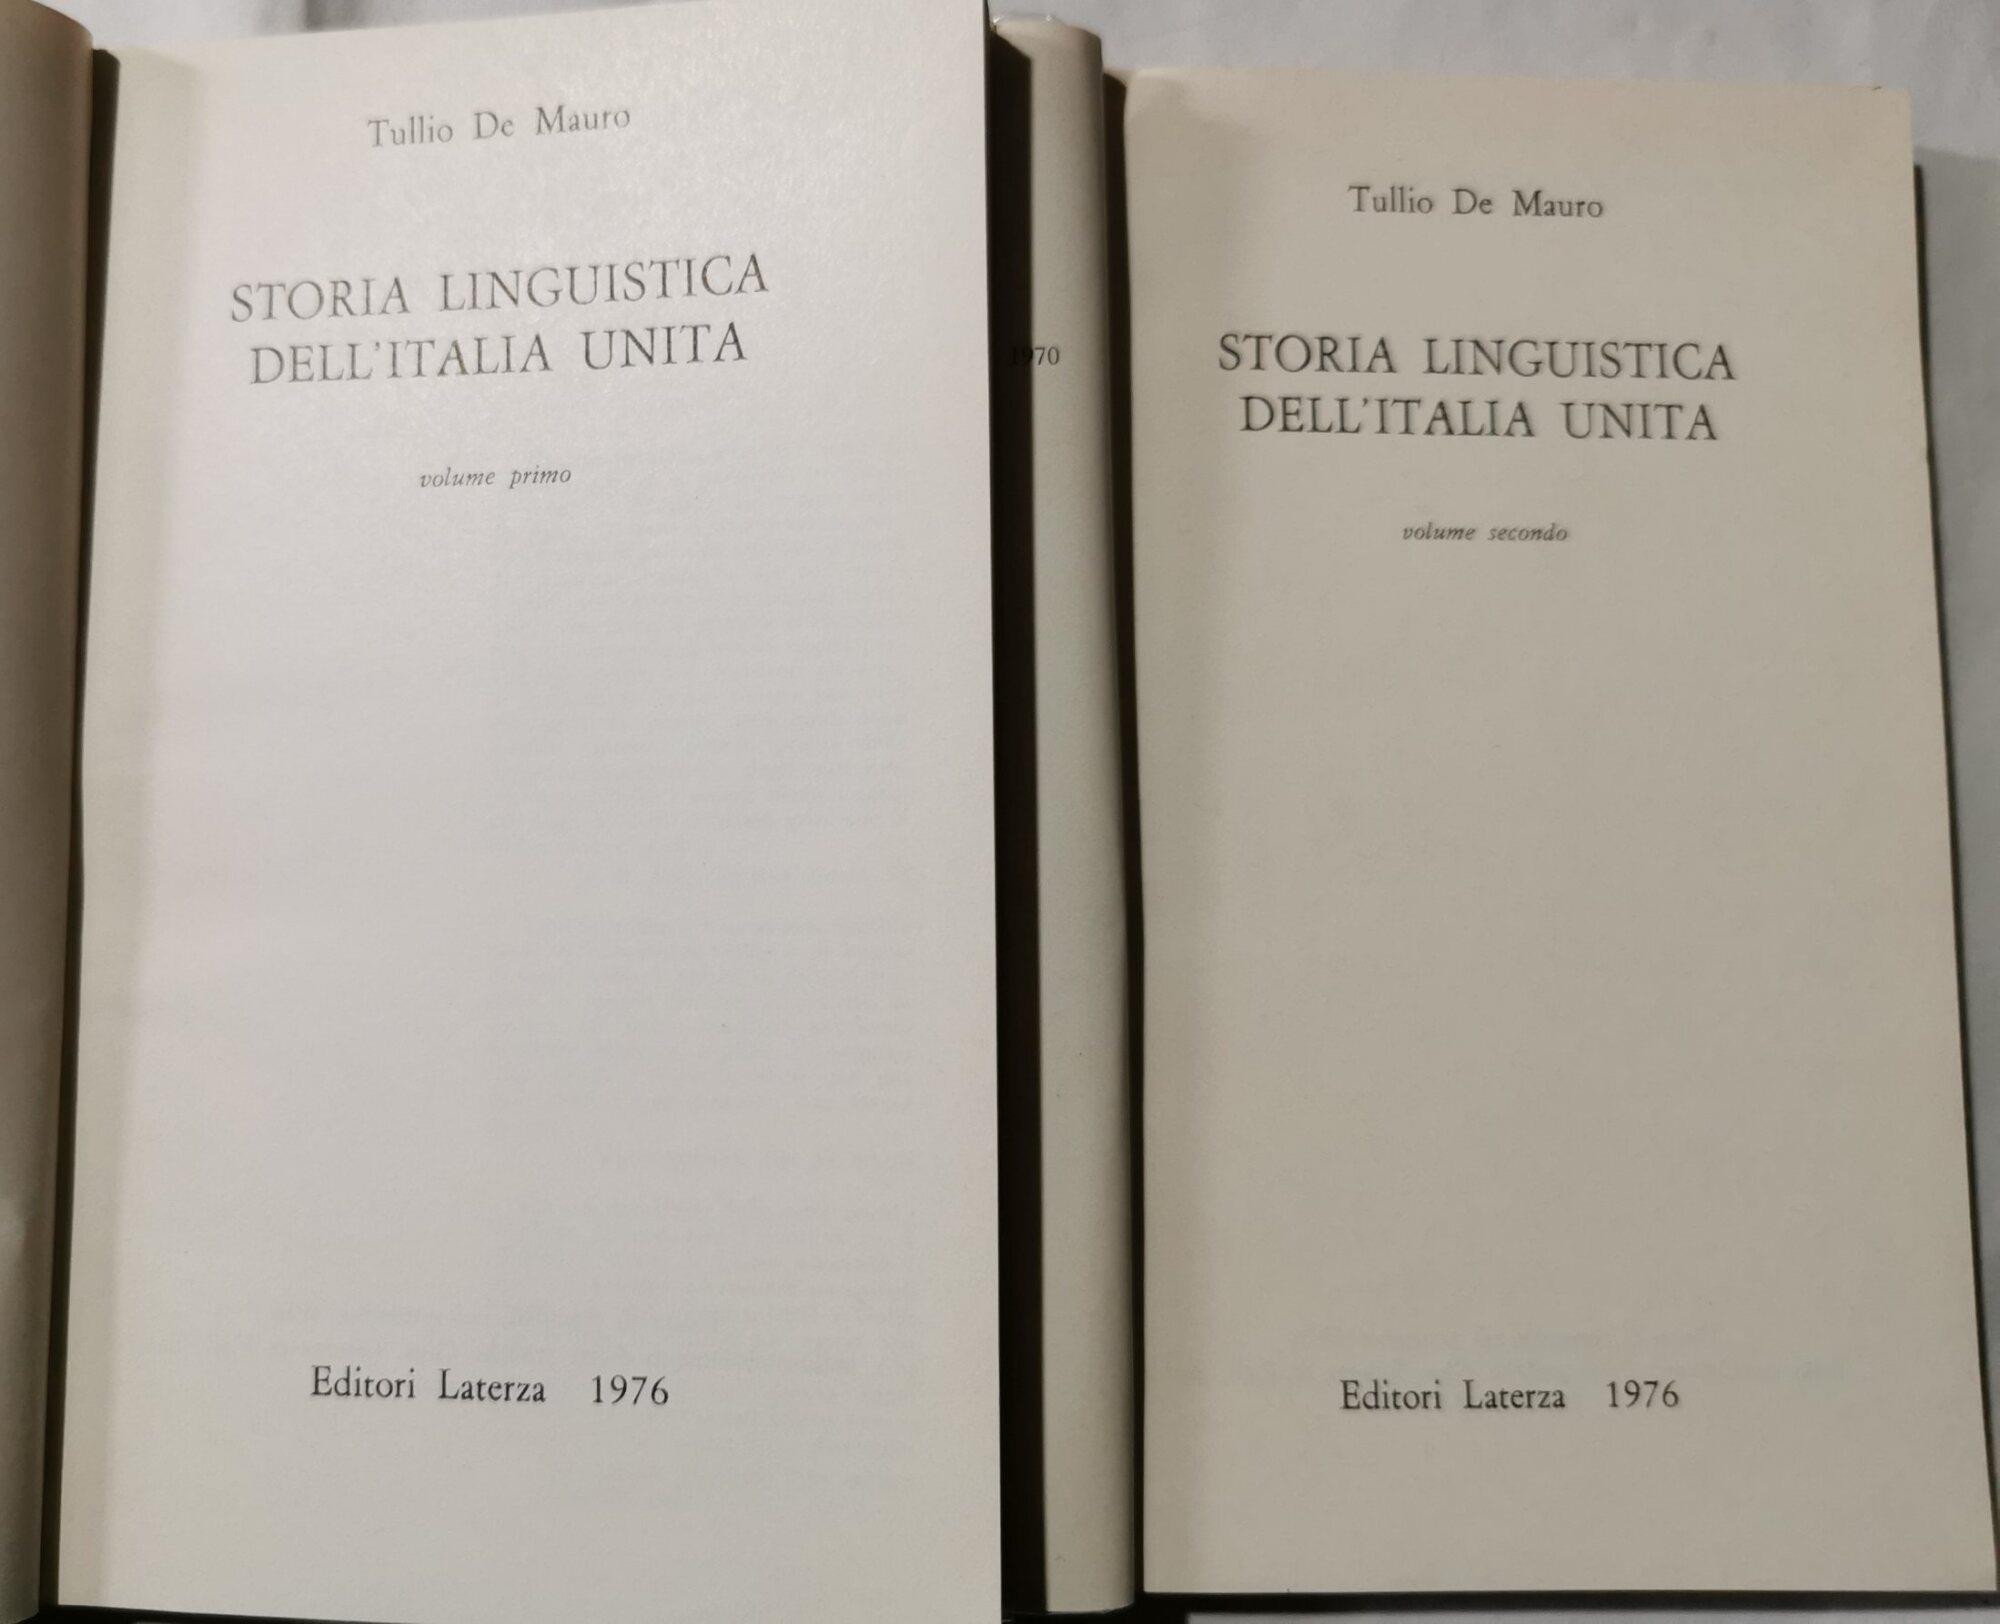 Tullio De Mauro
STORIA LINGUISTICA
DELL'ITALIA UNITA
volume primo
Editori Laterza 1976
1970
Tullio De Mauro
STORIA LINGUISTICA
DELL'ITALIA UNITA
volume secondo
Editori Laterza 1976